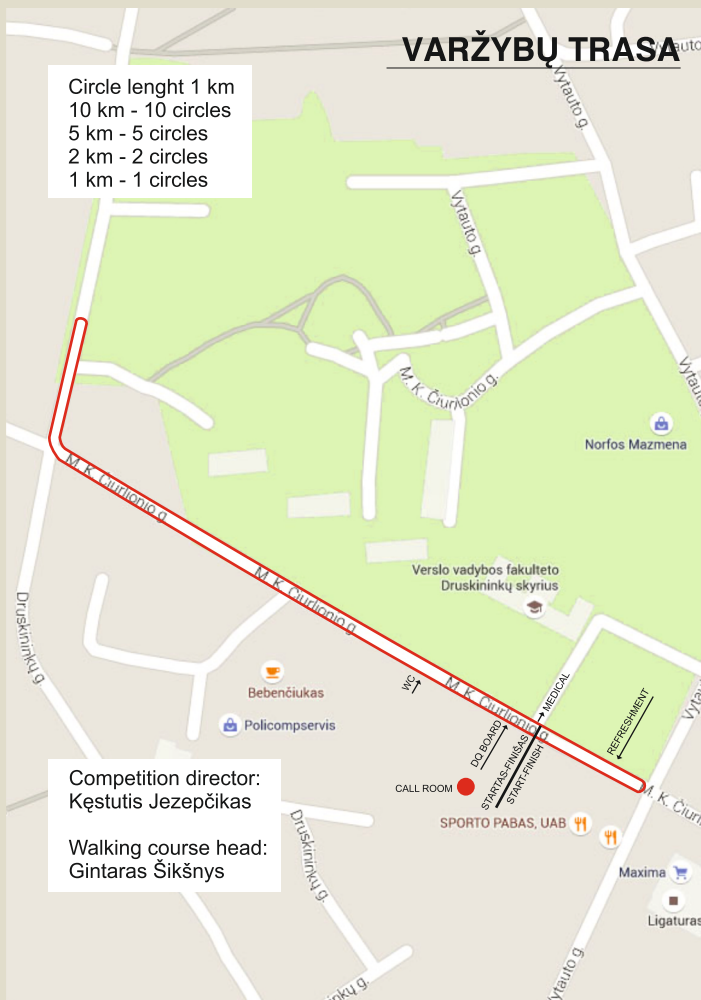 VARŽYBŲ TRASA
Circle lenght 1 km
10 km - 10 circles
5 km - 5 circles
2 km - 2 circles
1 km - 1 circles
Vytauto g.
Vytauto g.
M. K. Čiurlionio g.
Norfos Mazmena
M. K. Čiurlionio g.
M. K. Čiurlionio g.
Verslo vadybos fakulteto
Druskininkų skyrius
Druskininkų g
WC
M. K. Čiurlionio g.
MEDICAL
REFRESHMENT
Bebenčiukas
Policompservis
DQ BOARD
STARTAS-FINIŠAS
START-FINISH
CALL ROOM
SPORTO PABAS, UAB
Competition director:
Kęstutis Jezepčikas
Walking course head:
Gintaras Šikšnys
Druskininkų g.
Maxima
Ligaturas